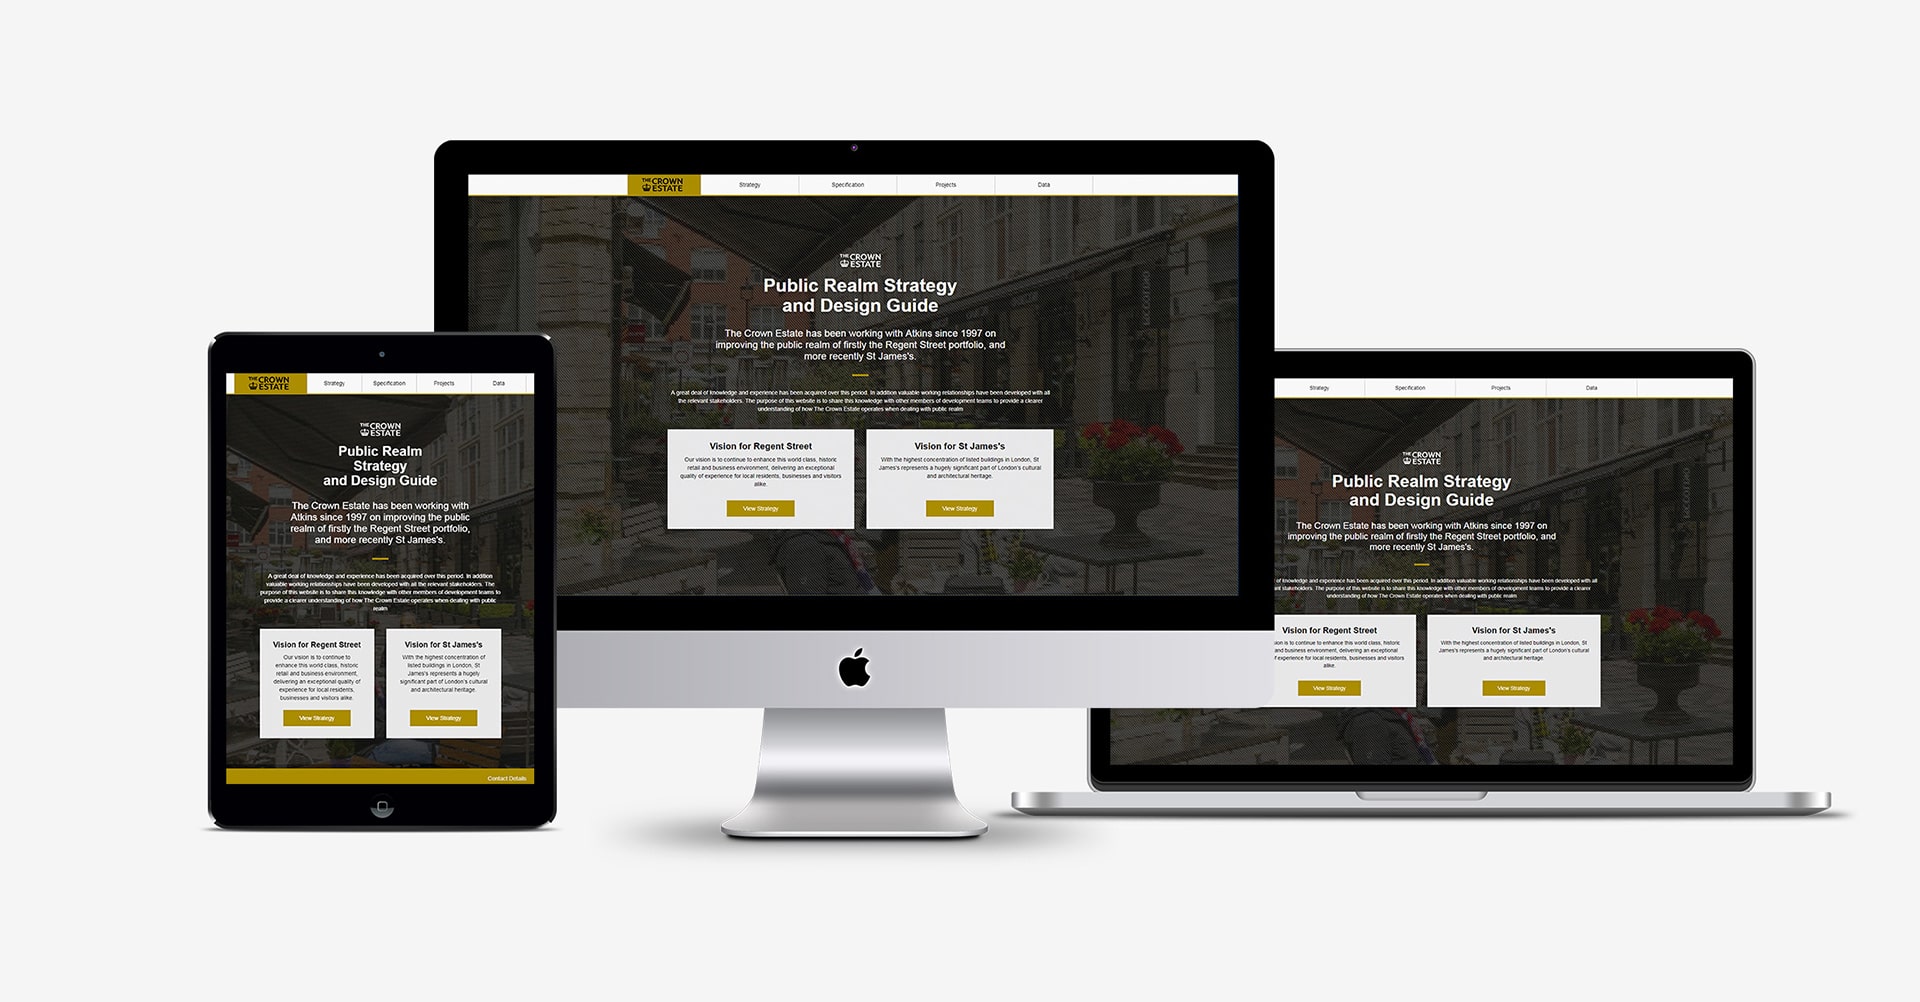 THE CROWN
ESTATE
Strategy
Specification
Projects
Data
THE CROWN
ESTATE
Public Realm
Strategy
and Design Guide
The Crown Estate has been working with
Atkins since 1997 on improving the public
realm of firstly the Regent Street portfolio,
and more recently St James's.
A great deal of knowledge and experience has been acquired over this period. In addition
valuable working relationships have been developed with all the relevant stakeholders. The
purpose of this website is to share this knowledge with other members of development teams to
provide a clearer understanding of how The Crown Estate operates when dealing with public
realm
Vision for Regent Street
Our vision is to continue to
enhance this world class, historic
retail and business environment,
delivering an exceptional quality of
experience for local residents,
businesses and visitors alike.
View Strategy
Vision for St James's
With the highest concentration of
listed buildings in London, St
James's represents a hugely
significant part of London's cultural
and architectural heritage.
View Strategy
Contact Details
THE CROWN
ESTATE
Strategy
Specification
Projects
Data
THE CROWN
ESTATE
Public Realm Strategy
and Design Guide
The Crown Estate has been working with Atkins since 1997 on
improving the public realm of firstly the Regent Street portfolio, and
more recently St James's.
A great deal of knowledge and experience has been acquired over this period. In addition valuable working relationships have been developed with all
the relevant stakeholders. The purpose of this website is to share this knowledge with other members of development teams to provide a clearer
understanding of how The Crown Estate operates when dealing with public realm
Vision for Regent Street
Our vision is to continue to enhance this world class, historic
retail and business environment, delivering an exceptional
quality of experience for local residents, businesses and visitors
alike.
View Strategy
Vision for St James's
With the highest concentration of listed buildings in London, St
James's represents a hugely significant part of London's cultural
and architectural heritage.
View Strategy
Strategy
Specification
Projects
Data
THE CROWN
ESTATE
Public Realm Strategy
and Design Guide
The Crown Estate has been working with Atkins since 1997 on
improving the public realm of firstly the Regent Street portfolio, and
more recently St James's.
of knowledge and experience has been acquired over this period. In addition valuable working relationships have been developed with all
stakeholders. The purpose of this website is to share this knowledge with other members of development teams to provide a clearer
understanding of how The Crown Estate operates when dealing with public realm
Vision for Regent Street
is to continue to enhance this world class, historic
and business environment, delivering an exceptional
of experience for local residents, businesses and visitors
alike.
View Strategy
Vision for St James's
With the highest concentration of listed buildings in London, St
James's represents a hugely significant part of London's cultural
and architectural heritage.
View Strategy